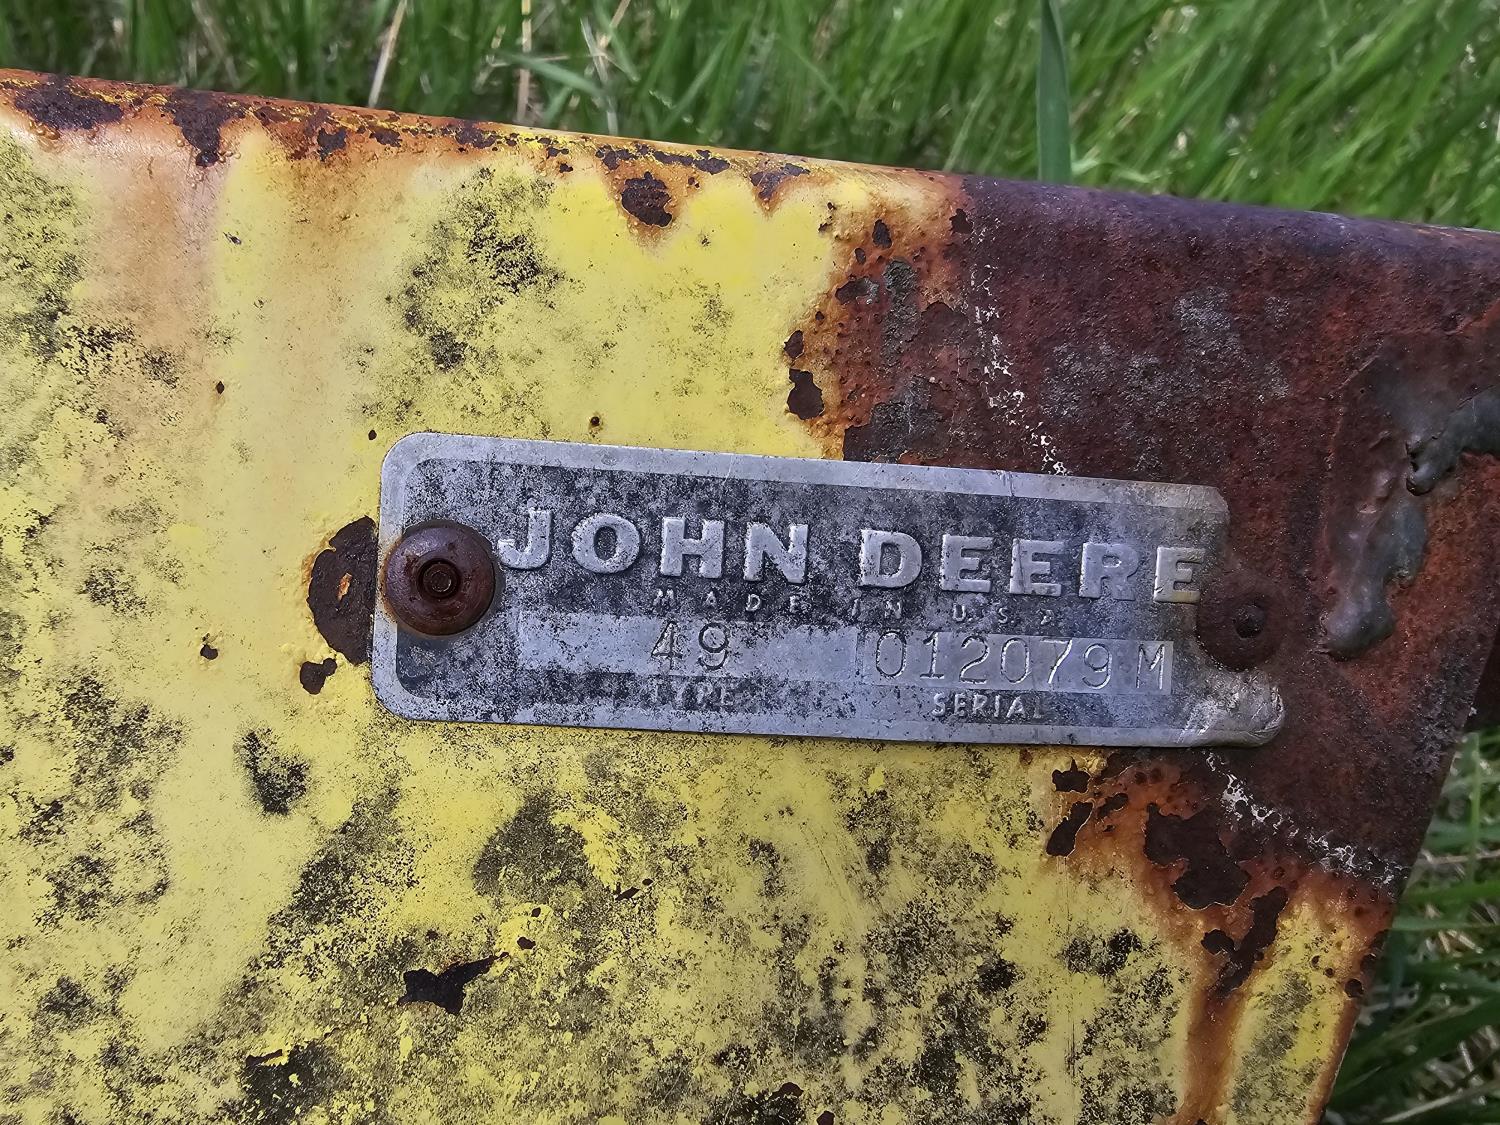 JOHN DEERE
MADE IN U.S.A
49 012079M
TYPE SERIAL